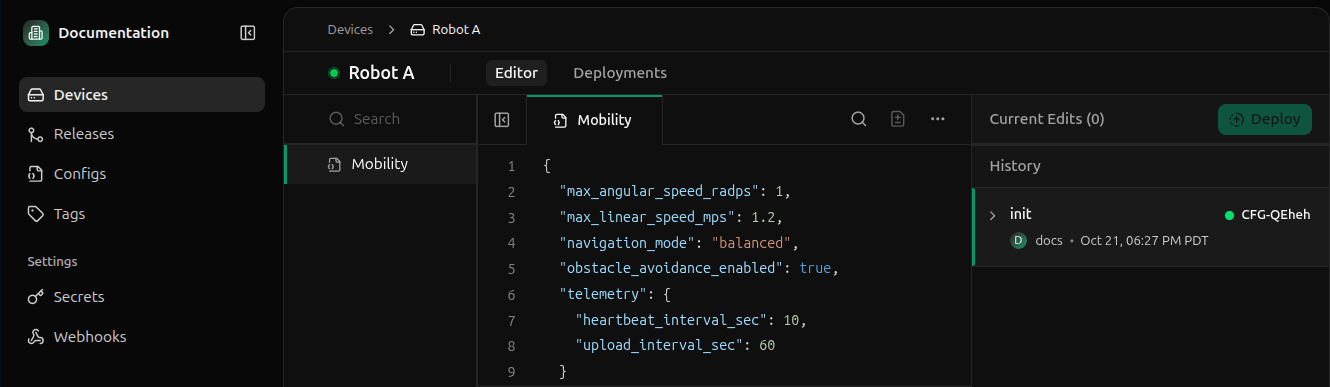 Documentation
Devices
Releases
Configs
Tags
Settings
Secrets
Webhooks
Devices > Robot A
Robot A
Editor
Deployments
Search
Mobility
Mobility
1 {
2 "max_angular_speed_radps": 1,
3 "max_linear_speed_mps": 1.2,
4 "navigation_mode": "balanced",
5 "obstacle_avoidance_enabled": true,
6 "telemetry": {
7 "heartbeat_interval_sec": 10,
8 "upload_interval_sec": 60
9 }
Current Edits (0)
Deploy
History
init
CFG-QEheh
D docs • Oct 21, 06:27 PM PDT